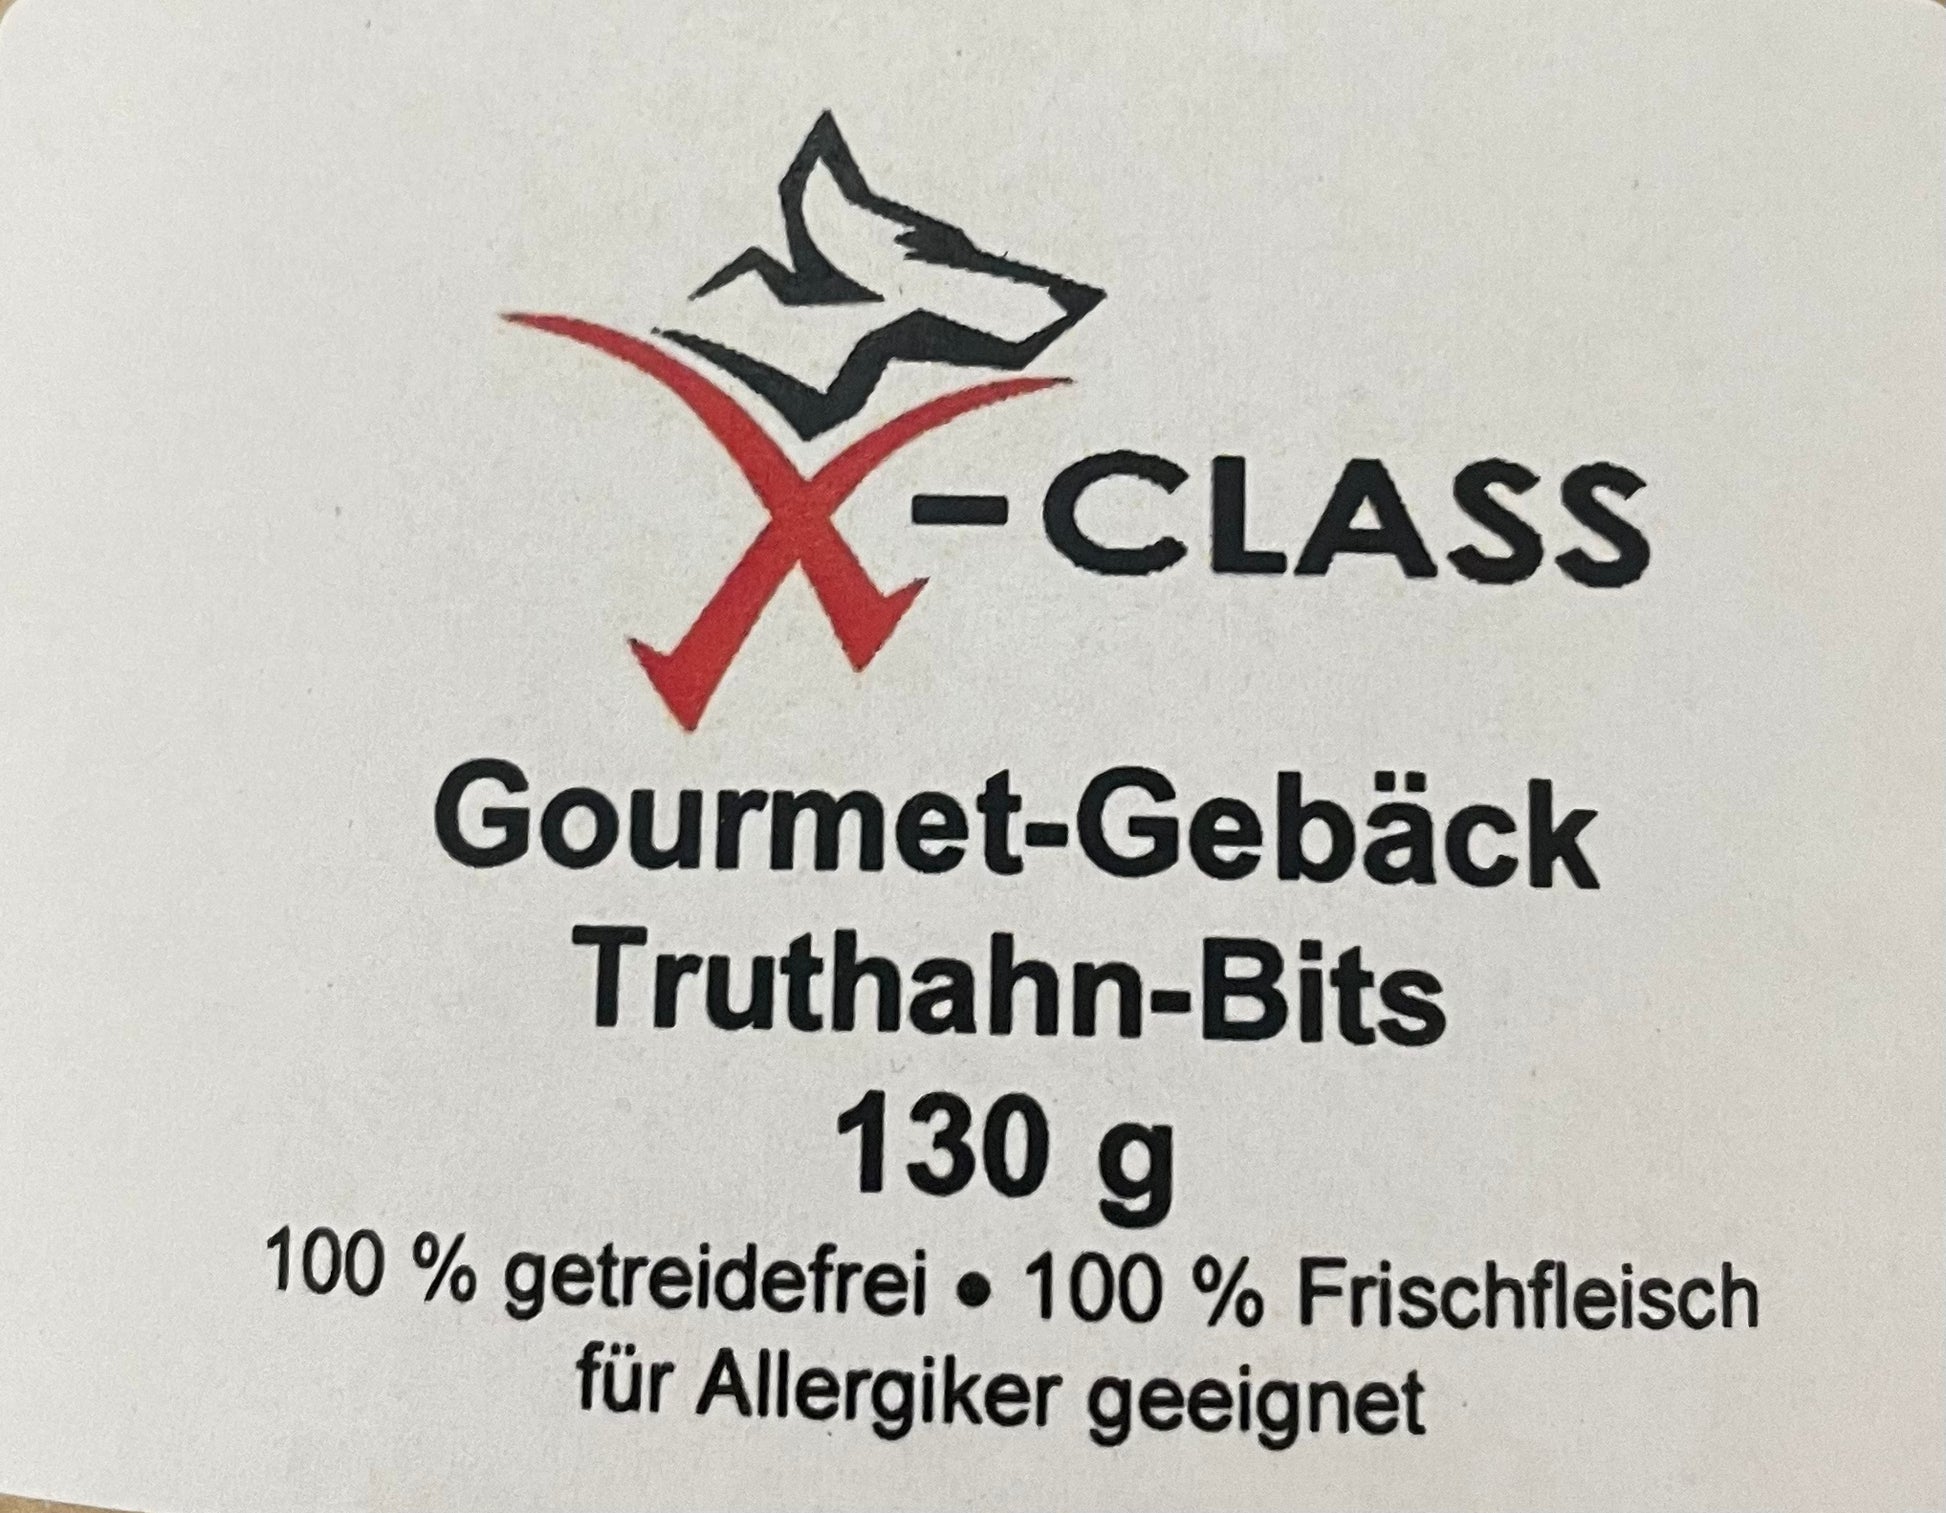 X-CLASS
Gourmet-Gebäck
Truthahn-Bits
130 g
100 % getreidefrei • 100 % Frischfleisch
für Allergiker geeignet